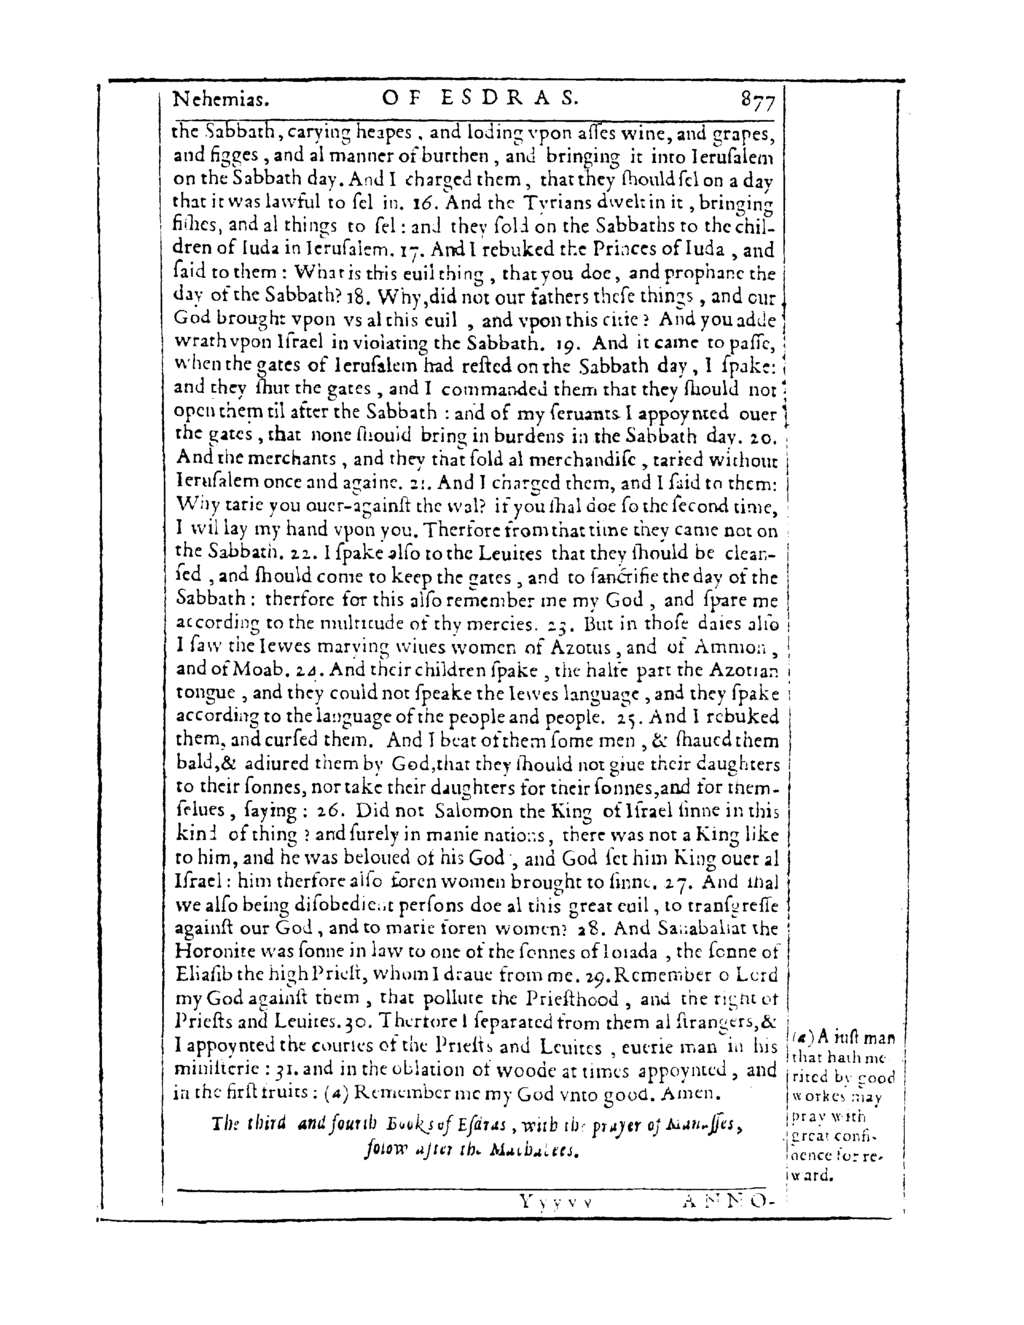 Nehemias. OF ESDRAS. 877
the Sabbath, carying heapes, and loding vpon aſſes wine, and grapes,
and figges, and al manner of burthen, and bringing it into Ieruſalem
on the Sabbath day. And I charged them, that they ſhould ſel on a day
that it was lawful to ſel in. 16. And the Tyrians dwelt in it, bringing
fiſhes, and al things to ſel: and they ſold on the Sabbaths to the chil-
dren of Iuda in Ieruſalem. 17. And I rebuked the Princes of Iuda, and
ſaid to them: What is this euil thing, that you doe, and prophane the
day of the Sabbath? 18. Why, did not our fathers theſe things, and our
God brought vpon vs al this euil, and vpon this citie? And you adde
wrath vpon Iſrael in violating the Sabbath. 19. And it came to paſſe,
when the gates of Ieruſalem had reſted on the Sabbath day, I ſpake:
and they ſhut the gates, and I commanded them that they ſhould not
open them til after the Sabbath: and of my ſeruants I appoynted ouer
the gates, that none ſhould bring in burdens in the Sabbath day. 20.
And the merchants, and they that ſold al merchandiſe, taried without
Ieruſalem once and againe. 21. And I charged them, and I ſaid to them:
Why tarie you ouer-againſt the wal? if you ſhal doe ſo the ſecond time,
I wil lay my hand vpon you. Therfore from that time they came not on
the Sabbath. 22. I ſpake alſo to the Leuites that they ſhould be clean-
ſed, and ſhould come to keep the gates, and to ſanctifie the day of the
Sabbath: therfore for this alſo remember me my God, and ſpare me
according to the multitude of thy mercies. 23. But in thoſe daies alſo
I ſaw the Iewes marying wiues women of Azotus, and of Ammon,
and of Moab. 24. And their children ſpake, the halfe part the Azotian
tongue, and they could not ſpeake the Iewes language, and they ſpake
according to the language of the people and people. 25. And I rebuked
them, and curſed them. And I beat of them ſome men, & ſhaued them
bald, & adiured them by God, that they ſhould not giue their daughters
to their ſonnes, nor take their daughters for their ſonnes, and for them-
ſelues, ſaying: 26. Did not Salomon the King of Iſrael ſinne in this
kind of thing? and ſurely in manie nations, there was not a King like
to him, and he was beloued of his God, and God ſet him King ouer al
Iſrael: him therfore alſo foren women brought to ſinne. 27. And ſhal
we alſo being diſobedient perſons doe al this great euil, to tranſgreſſe
againſt our God, and to marie foren women? 28. And Sanaballat the
Horonite was ſonne in law to one of the ſonnes of Ioiada, the ſonne of
Eliaſib the high Prieſt, whom I draue from me. 29. Remember o Lord
my God againſt them, that pollute the Prieſthood, and the right of
Prieſts and Leuites. 30. Therfore I ſeparated from them al ſtrangers, &
I appoynted the courſes of the Prieſts and Leuites, euerie man in his
miniſterie: 31. and in the oblation of woode at times appoynted, and
in the firſt fruits: (a) Remember me my God vnto good. Amen.
The third and fourth Bookes of Eſdras, with the prayer of Manaſſes,
folow after the Machabees.
(a) A iuſt man
that hath me
rited by good
workes may
pray with
great confi-
dence for re-
ward.
Yyyyy ANNO-